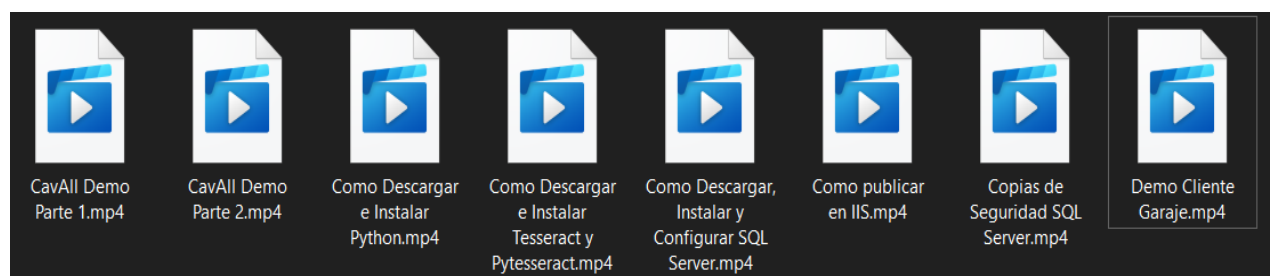 CavAll Demo
Parte 1.mp4
CavAll Demo
Parte 2.mp4
Como Descargar
e Instalar
Python.mp4
Como Descargar
e Instalar
Tesseract y
Pytesseract.mp4
Como Descargar,
Instalar y
Configurar SQL
Server.mp4
Como publicar
en IIS.mp4
Copias de
Seguridad SQL
Server.mp4
Demo Cliente
Garaje.mp4